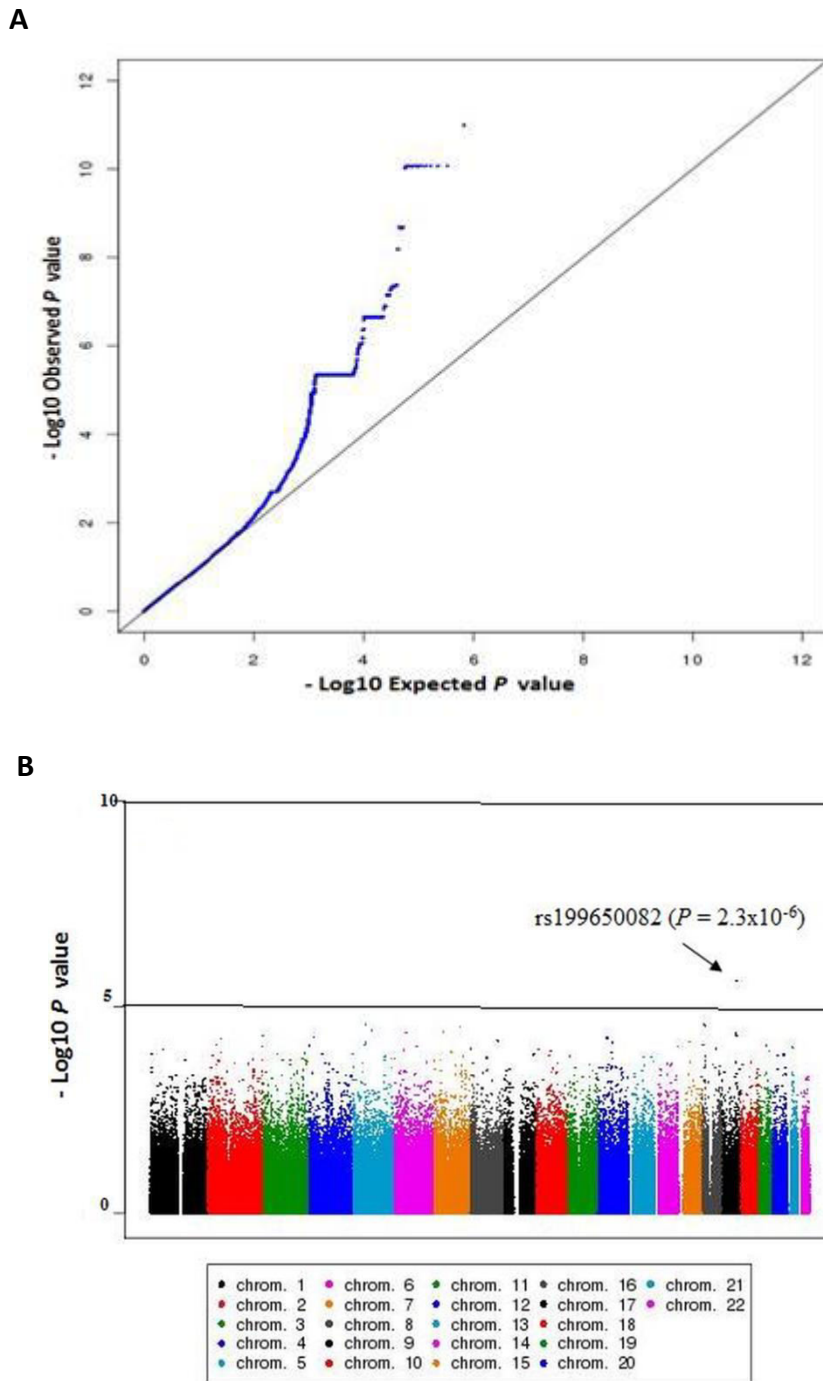 A
12
10
8
6
4
2
0
- Log10 Observed P value
0 2 4 6 8 10 12
- Log10 Expected P value
B
10
5
0
- Log10 P value
rs199650082 (P = 2.3x10-6)
chrom. 1 chrom. 6 chrom. 11 chrom. 16 chrom. 21
chrom. 2 chrom. 7 chrom. 12 chrom. 17 chrom. 22
chrom. 3 chrom. 8 chrom. 13 chrom. 18
chrom. 4 chrom. 9 chrom. 14 chrom. 19
chrom. 5 chrom. 10 chrom. 15 chrom. 20